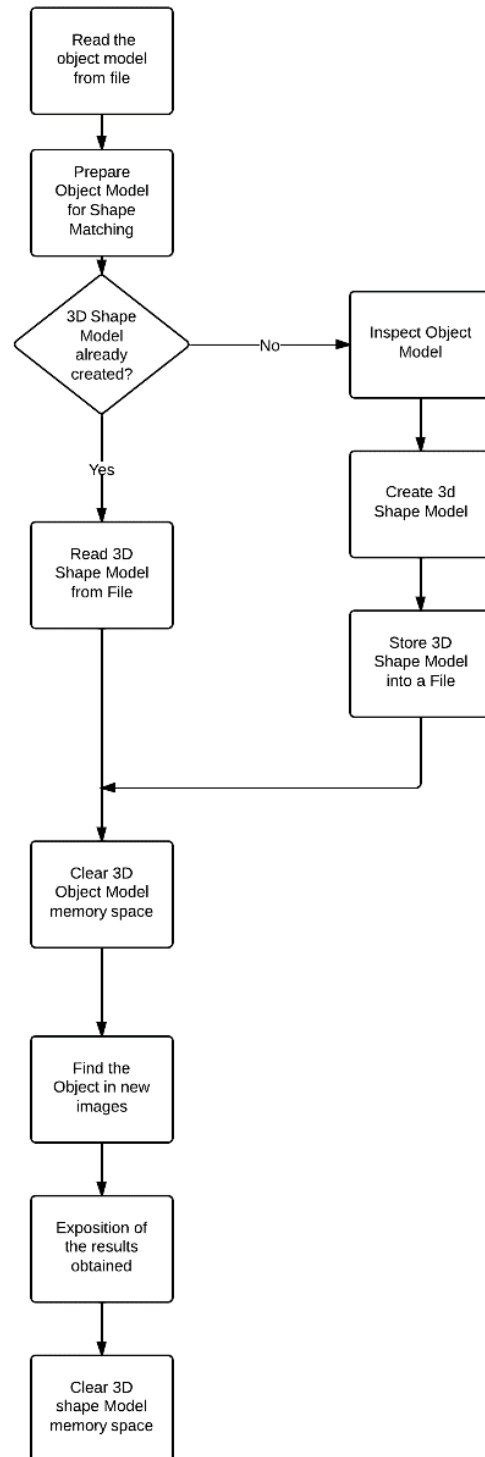 Read the
object model
from file
Prepare
Object Model
for Shape
Matching
3D Shape
Model
already
created?
No
Inspect Object
Model
Yes
Create 3d
Shape Model
Read 3D
Shape Model
from File
Store 3D
Shape Model
into a File
Clear 3D
Object Model
memory space
Find the
Object in new
images
Exposition of
the results
obtained
Clear 3D
shape Model
memory space